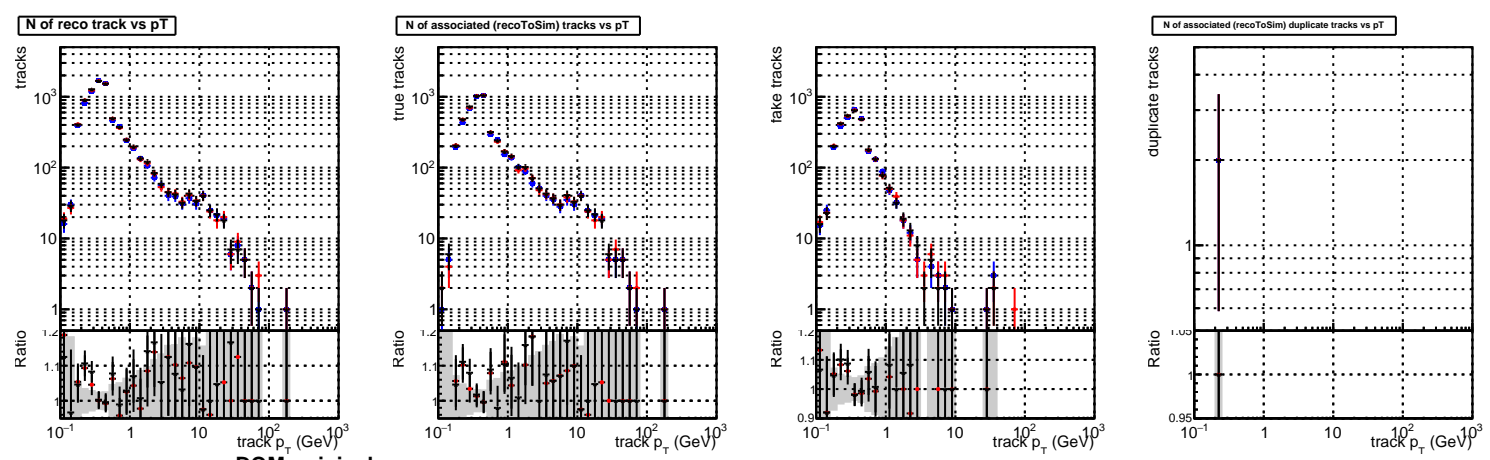 N of reco track vs pT
N of associated (recoToSim) tracks vs pT
N of associated (recoToSim) duplicate tracks vs pT
tracks
10³
10²
10
1
Ratio
1.2
1.1
1
10⁻¹ 1 10 10² 10³
track p_T (GeV)
true tracks
10³
10²
10
1
Ratio
1.2
1.1
1
10⁻¹ 1 10 10² 10³
track p_T (GeV)
fake tracks
10³
10²
10
1
Ratio
1.2
1.1
1
0.9
10⁻¹ 1 10 10² 10³
track p_T (GeV)
duplicate tracks
1
Ratio
1.05
1
0.95
10⁻¹ 1 10 10² 10³
track p_T (GeV)